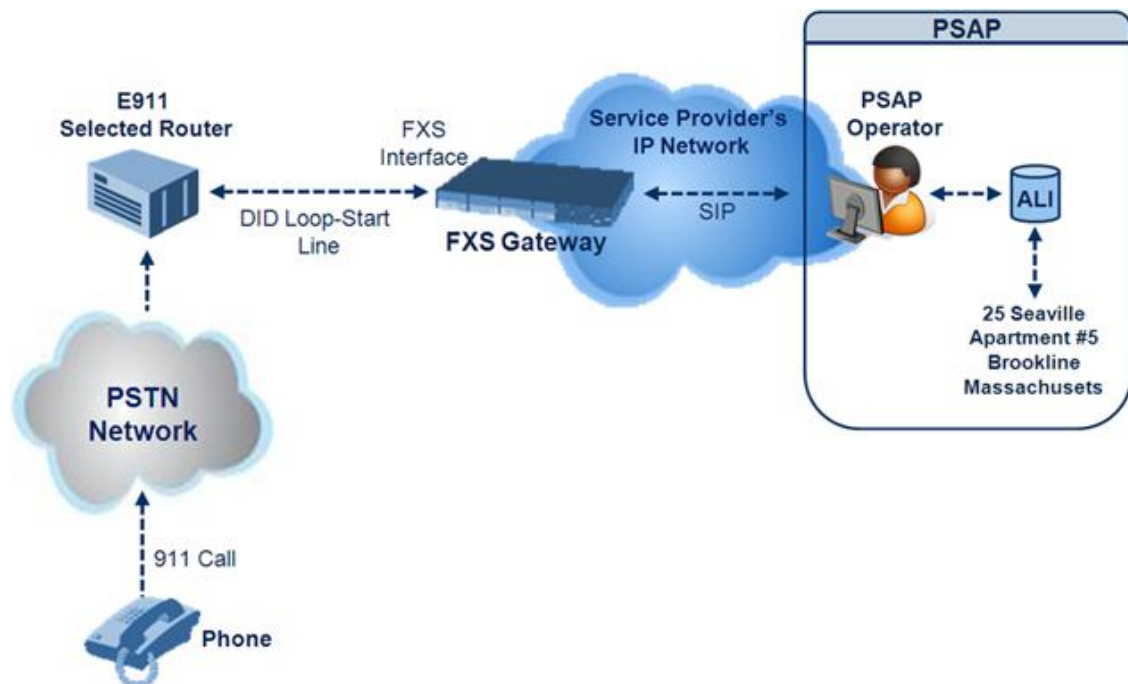 PSAP
E911
Selected Router
FXS
Interface
DID Loop-Start
Line
FXS Gateway
Service Provider's
IP Network
SIP
PSAP
Operator
ALI
25 Seaville
Apartment #5
Brookline
Massachusets
PSTN
Network
911 Call
Phone